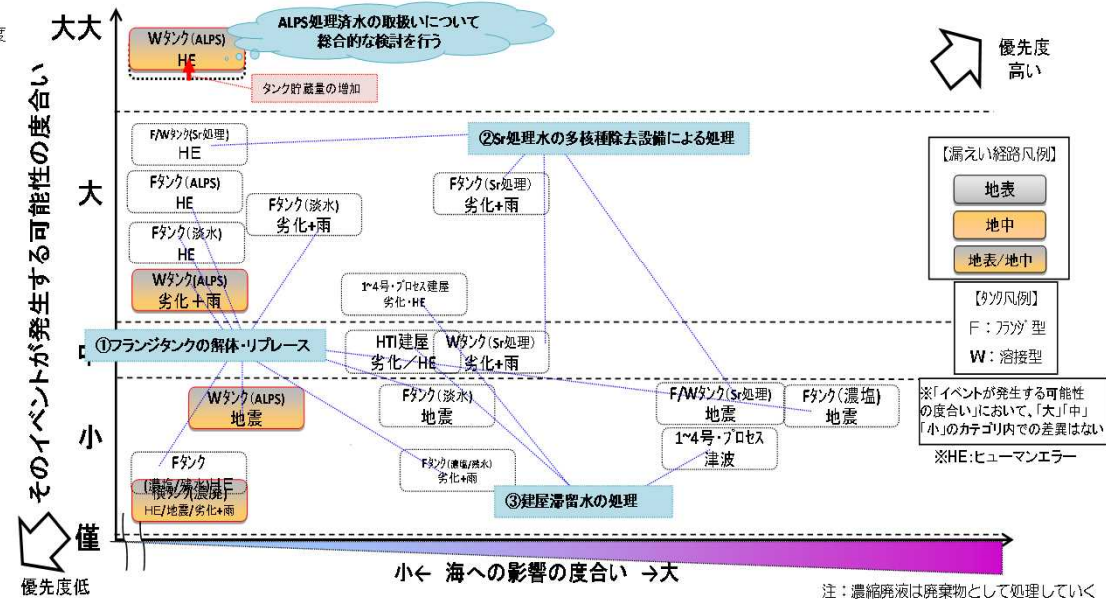 度
大大
Wタンク(ALPS)
HE
ALPS処理済水の取扱いについて
総合的な検討を行う
タンク貯蔵量の増加
優先度
高い
そのイベントが発生する可能性の度合い
F/Wタンク(Sr処理)
HE
②Sr処理水の多核種除去設備による処理
大
Fタンク(ALPS)
HE
Fタンク(淡水)
劣化+雨
Fタンク(Sr処理)
劣化+雨
Fタンク(淡水)
HE
Wタンク(ALPS)
劣化+雨
1~4号・プロセス建屋
劣化・HE
【漏えい経路凡例】
地表
地中
地表/地中
【タンク凡例】
F:フランジ型
W:溶接型
中
①フランジタンクの解体・リプレース
HTI建屋
劣化/HE
Wタンク(Sr処理)
劣化+雨
小
Wタンク(ALPS)
地震
Fタンク(淡水)
地震
F/Wタンク(Sr処理)
地震
Fタンク(濃塩)
地震
1~4号・プロセス
津波
※「イベントが発生する可能性
の度合い」において、「大」「中」
「小」のカテゴリ内での差異はない
※HE:ヒューマンエラー
Fタンク
(濃塩/残水)HE
横タンク(濃廃)
HE/地震/劣化+雨
Fタンク(濃塩/残水)
劣化+雨
③建屋滞留水の処理
僅
優先度低
小← 海への影響の度合い →大
注:濃縮廃液は廃棄物として処理していく